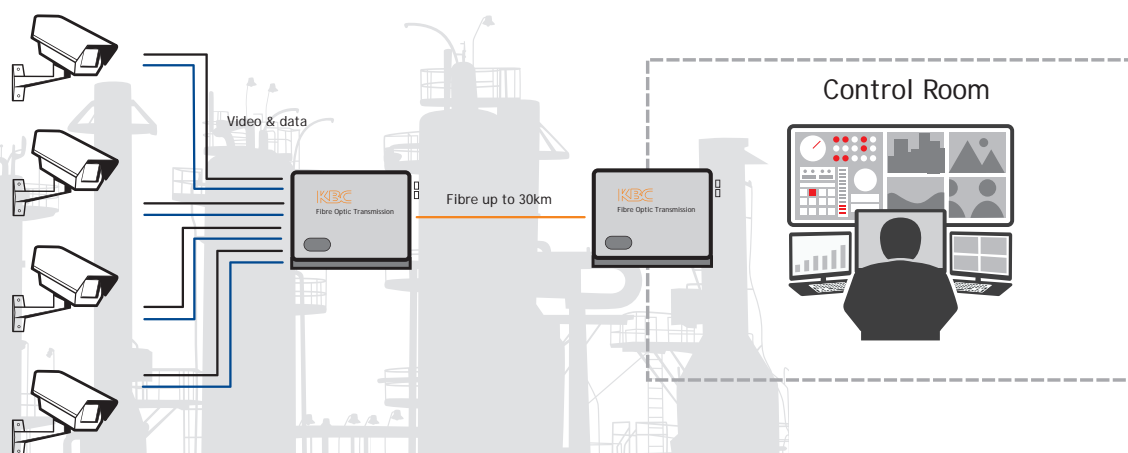 Control Room
Video & data
KBC
Fibre Optic Transmission
Fibre up to 30km
KBC
Fibre Optic Transmission